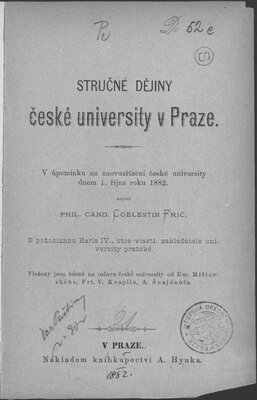 D. 52 e
STRUČNÉ DĚJINY
české university v Praze.
V úpomínku na znovuzřízení české university
dnem 1. října roku 1882.
napsal
PHIL. CAND. COELESTIN FRIČ.
S podobiznou Karla IV., otce vlasti, zakladatele uni-
versity pražské.
Vloženy jsou básně na oslavu české university od Em. Miřiov-
ského, Frt. V. Kvapila, A. Snajdaufa.
V PRAZE.
Nákladem knihkupectví A. Hynka.
1882.